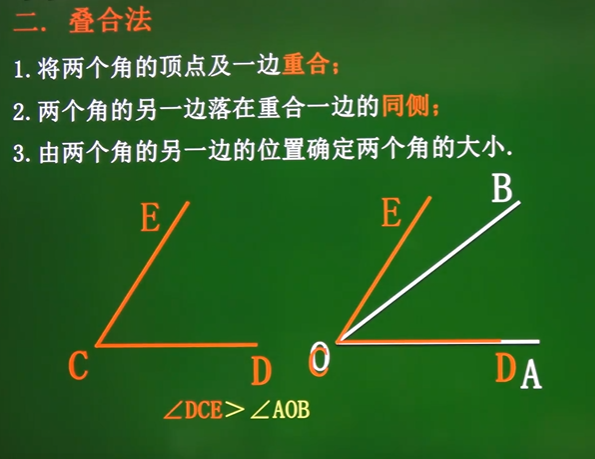 二. 叠合法
1.将两个角的顶点及一边重合;
2.两个角的另一边落在重合一边的同侧;
3.由两个角的另一边的位置确定两个角的大小.
E
E
B
C
D
O
C
D
A
∠DCE>∠AOB